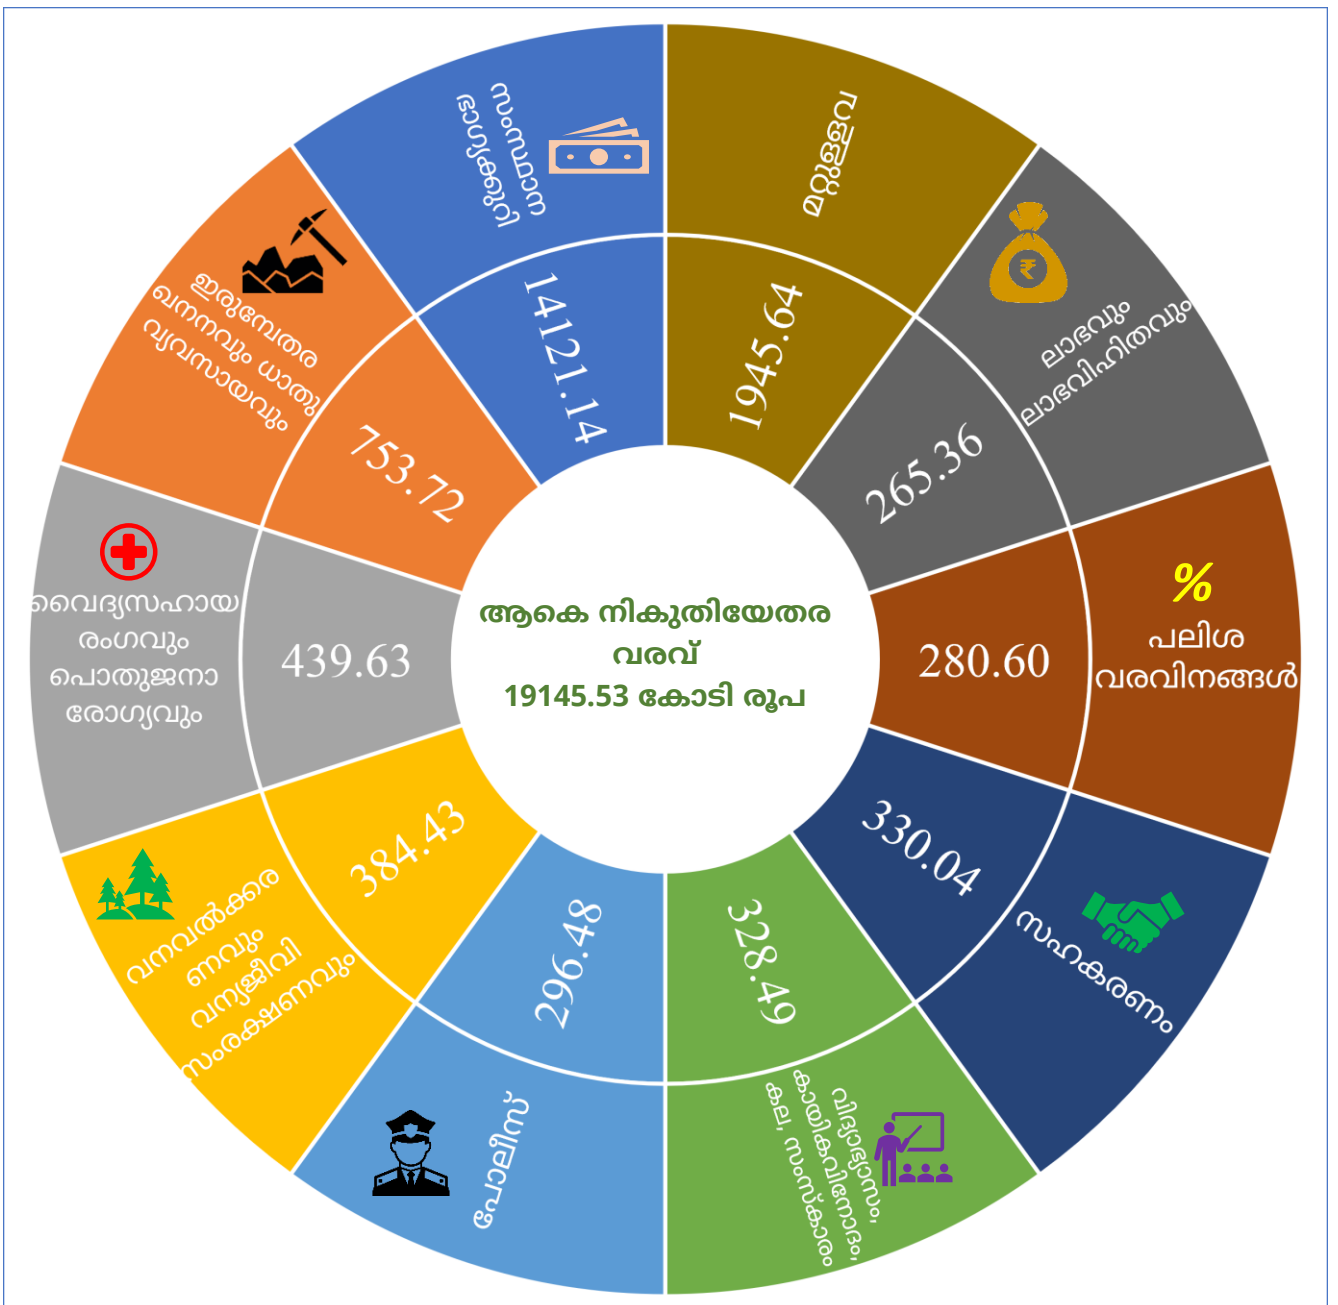 ആകെ നികുതിയേതര
വരവ്
19145.53 കോടി രൂപ
മറ്റുള്ളവ
1945.64
₹
ലാഭവും
ലാഭവിഹിതവും
265.36
%
പലിശ
വരവിനങ്ങൾ
280.60
സഹകരണം
330.04
വിദ്യാഭ്യാസം,
കായികവിനോദം,
കല, സംസ്കാരം
328.49
പോലീസ്
296.48
വനവൽക്കര
ണവും
വന്യജീവി
സംരക്ഷണവും
384.43
വൈദ്യസഹായ
രംഗവും
പൊതുജനാ
രോഗ്യവും
439.63
ഇരുമ്പേതര
ഖനനവും ധാതു
വ്യവസായവും
753.72
സംസ്ഥാന
ഭാഗ്യക്കുറി
14121.14